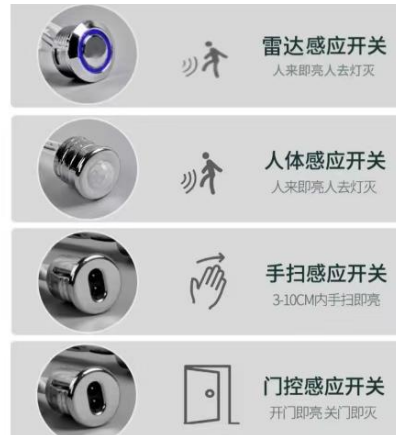 雷达感应开关
人来即亮人去灯灭
人体感应开关
人来即亮人去灯灭
手扫感应开关
3-10CM内手扫即亮
门控感应开关
开门即亮关门即灭